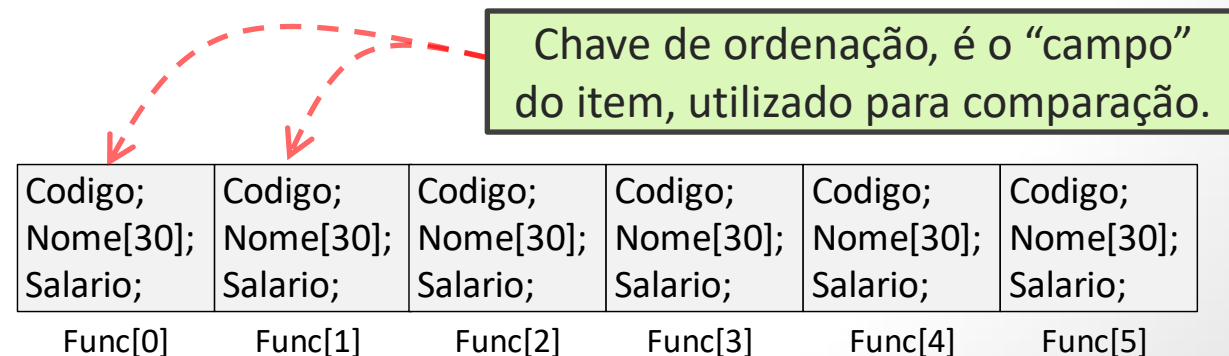 Chave de ordenação, é o “campo”
do item, utilizado para comparação.
Codigo; Codigo; Codigo; Codigo; Codigo; Codigo;
Nome[30]; Nome[30]; Nome[30]; Nome[30]; Nome[30]; Nome[30];
Salario; Salario; Salario; Salario; Salario; Salario;
Func[0] Func[1] Func[2] Func[3] Func[4] Func[5]